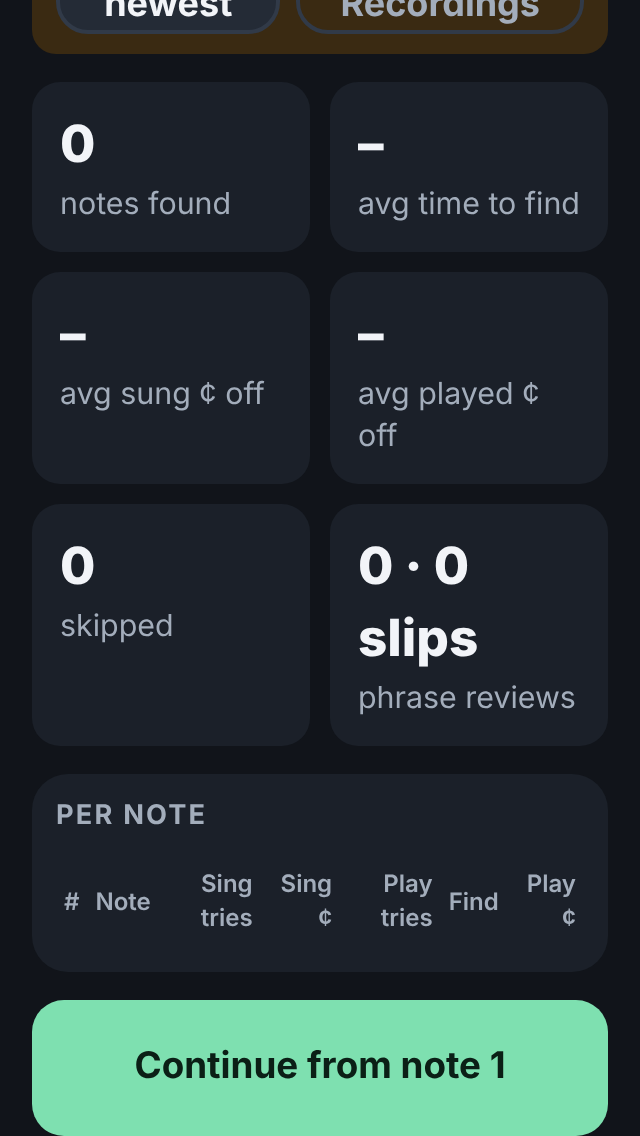 newest
Recordings
0
notes found
–
avg time to find
–
avg sung ¢ off
–
avg played ¢
off
0
skipped
0 · 0
slips
phrase reviews
PER NOTE
# Note Sing tries Sing ¢ Play tries Find Play ¢
Continue from note 1